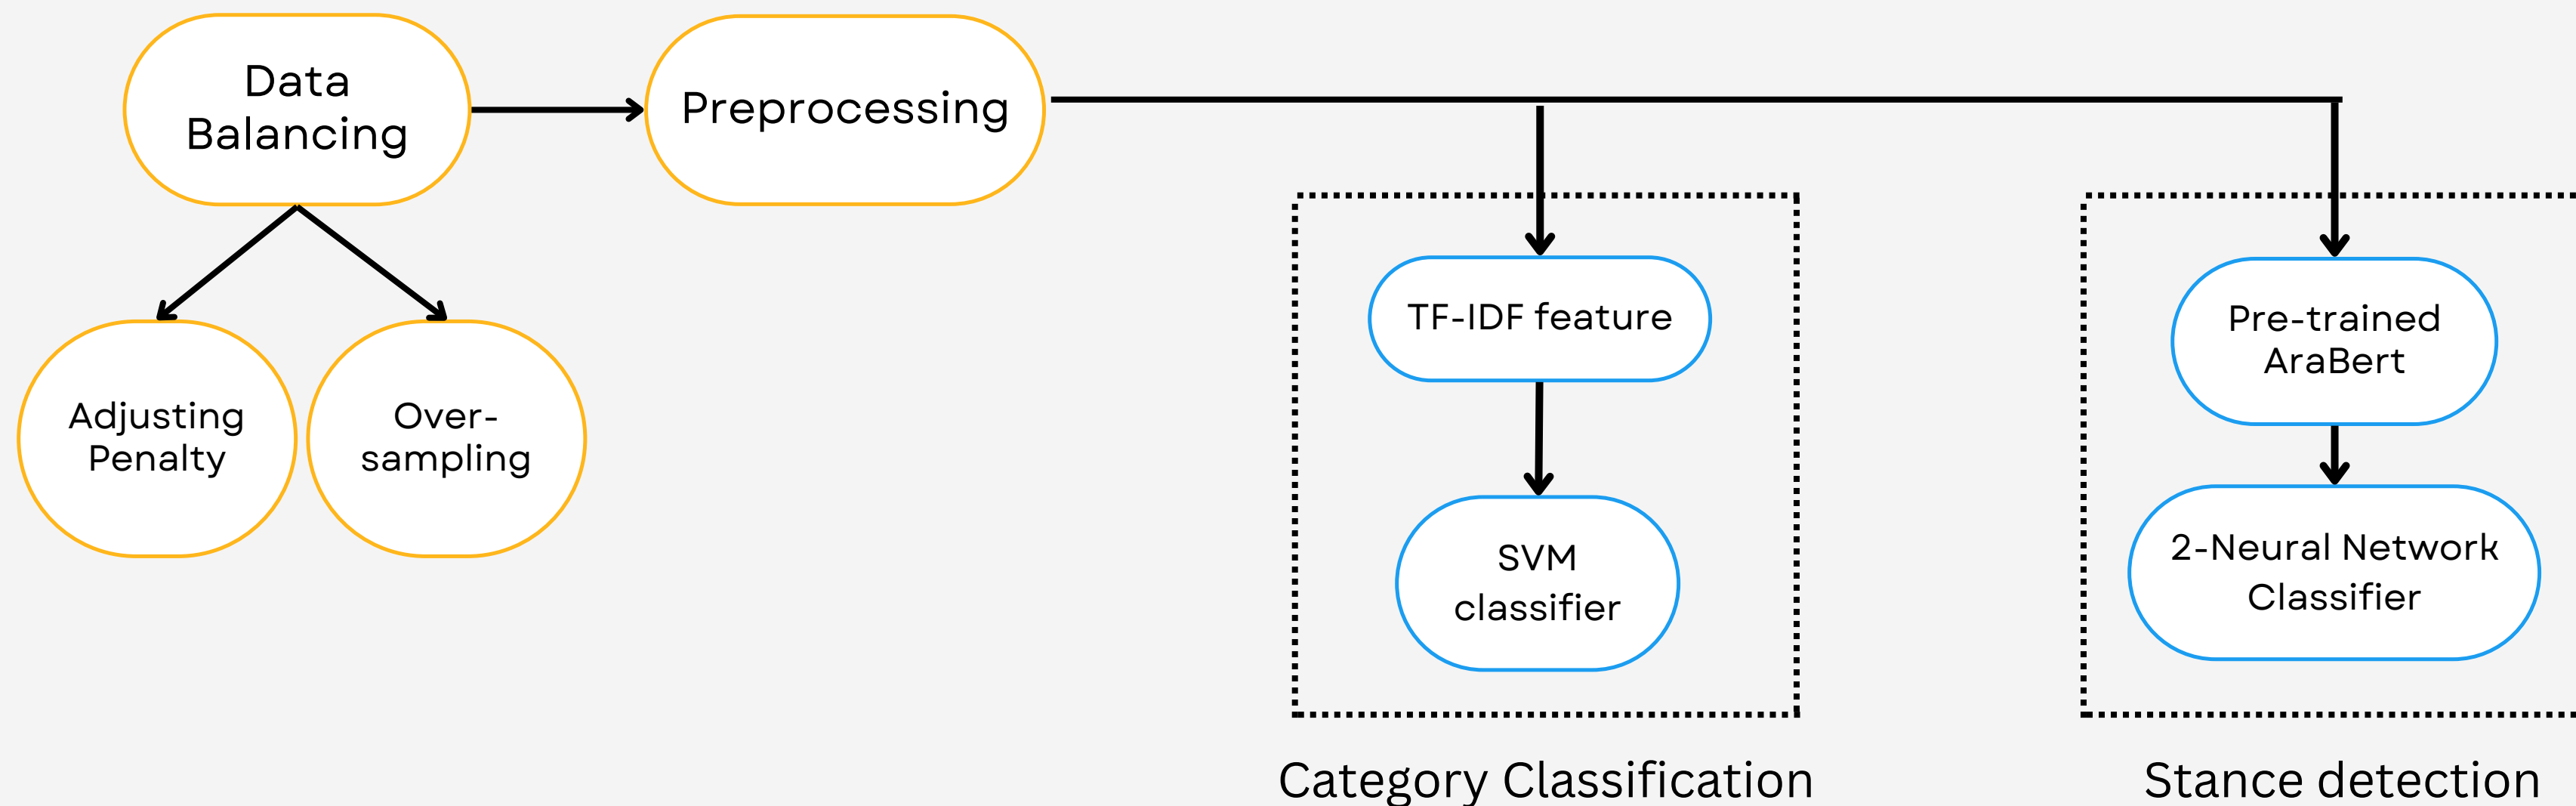 Data
Balancing
Preprocessing
Adjusting
Penalty
Over-
sampling
TF-IDF feature
SVM
classifier
Category Classification
Pre-trained
AraBert
2-Neural Network
Classifier
Stance detection